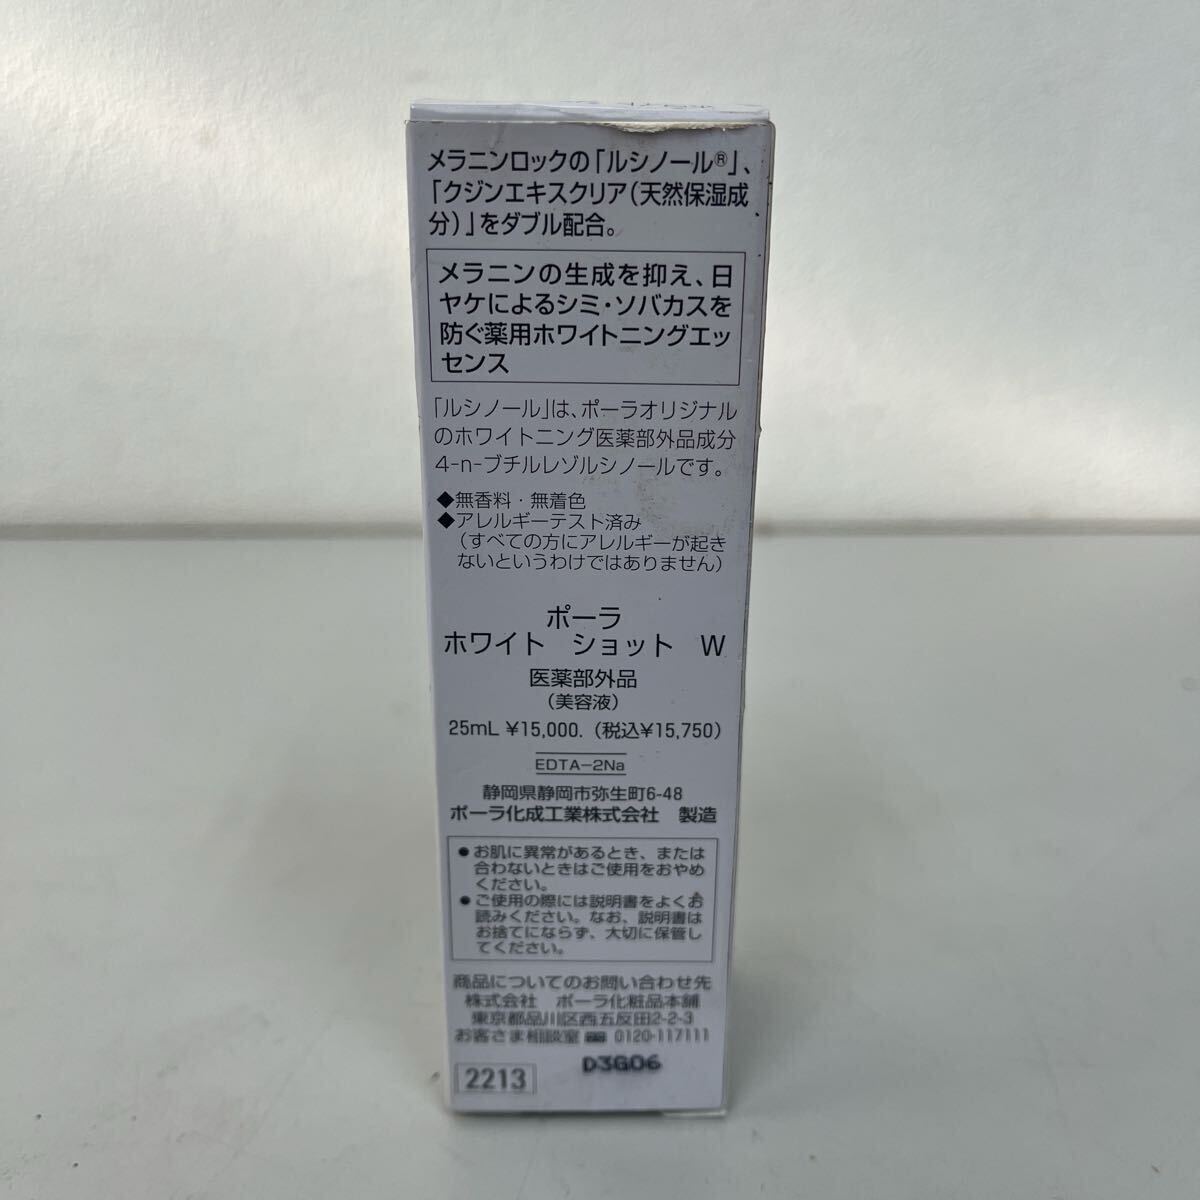 メラニンロックの「ルシノール®」、
「クジンエキスクリア(天然保湿成
分)」をダブル配合。
メラニンの生成を抑え、日
ヤケによるシミ・ソバカスを
防ぐ薬用ホワイトニングエッ
センス
「ルシノール」は、ポーラオリジナル
のホワイトニング医薬部外品成分
4-n-ブチルレゾルシノールです。
◆無香料・無着色
◆アレルギーテスト済み
(すべての方にアレルギーが起き
ないというわけではありません)
ポーラ
ホワイト ショット W
医薬部外品
(美容液)
25mL ¥15,000. (税込¥15,750)
EDTA-2Na
静岡県静岡市弥生町6-48
ポーラ化成工業株式会社 製造
●お肌に異常があるとき、または
合わないときはご使用をおやめ
ください。
●ご使用の際には説明書をよくお
読みください。なお、説明書は
お捨てにならず、大切に保管し
てください。
商品についてのお問い合わせ先
株式会社 ポーラ化粧品本舗
東京都品川区西五反田2-2-3
お客さま相談室 0120-117111
D3G06
2213